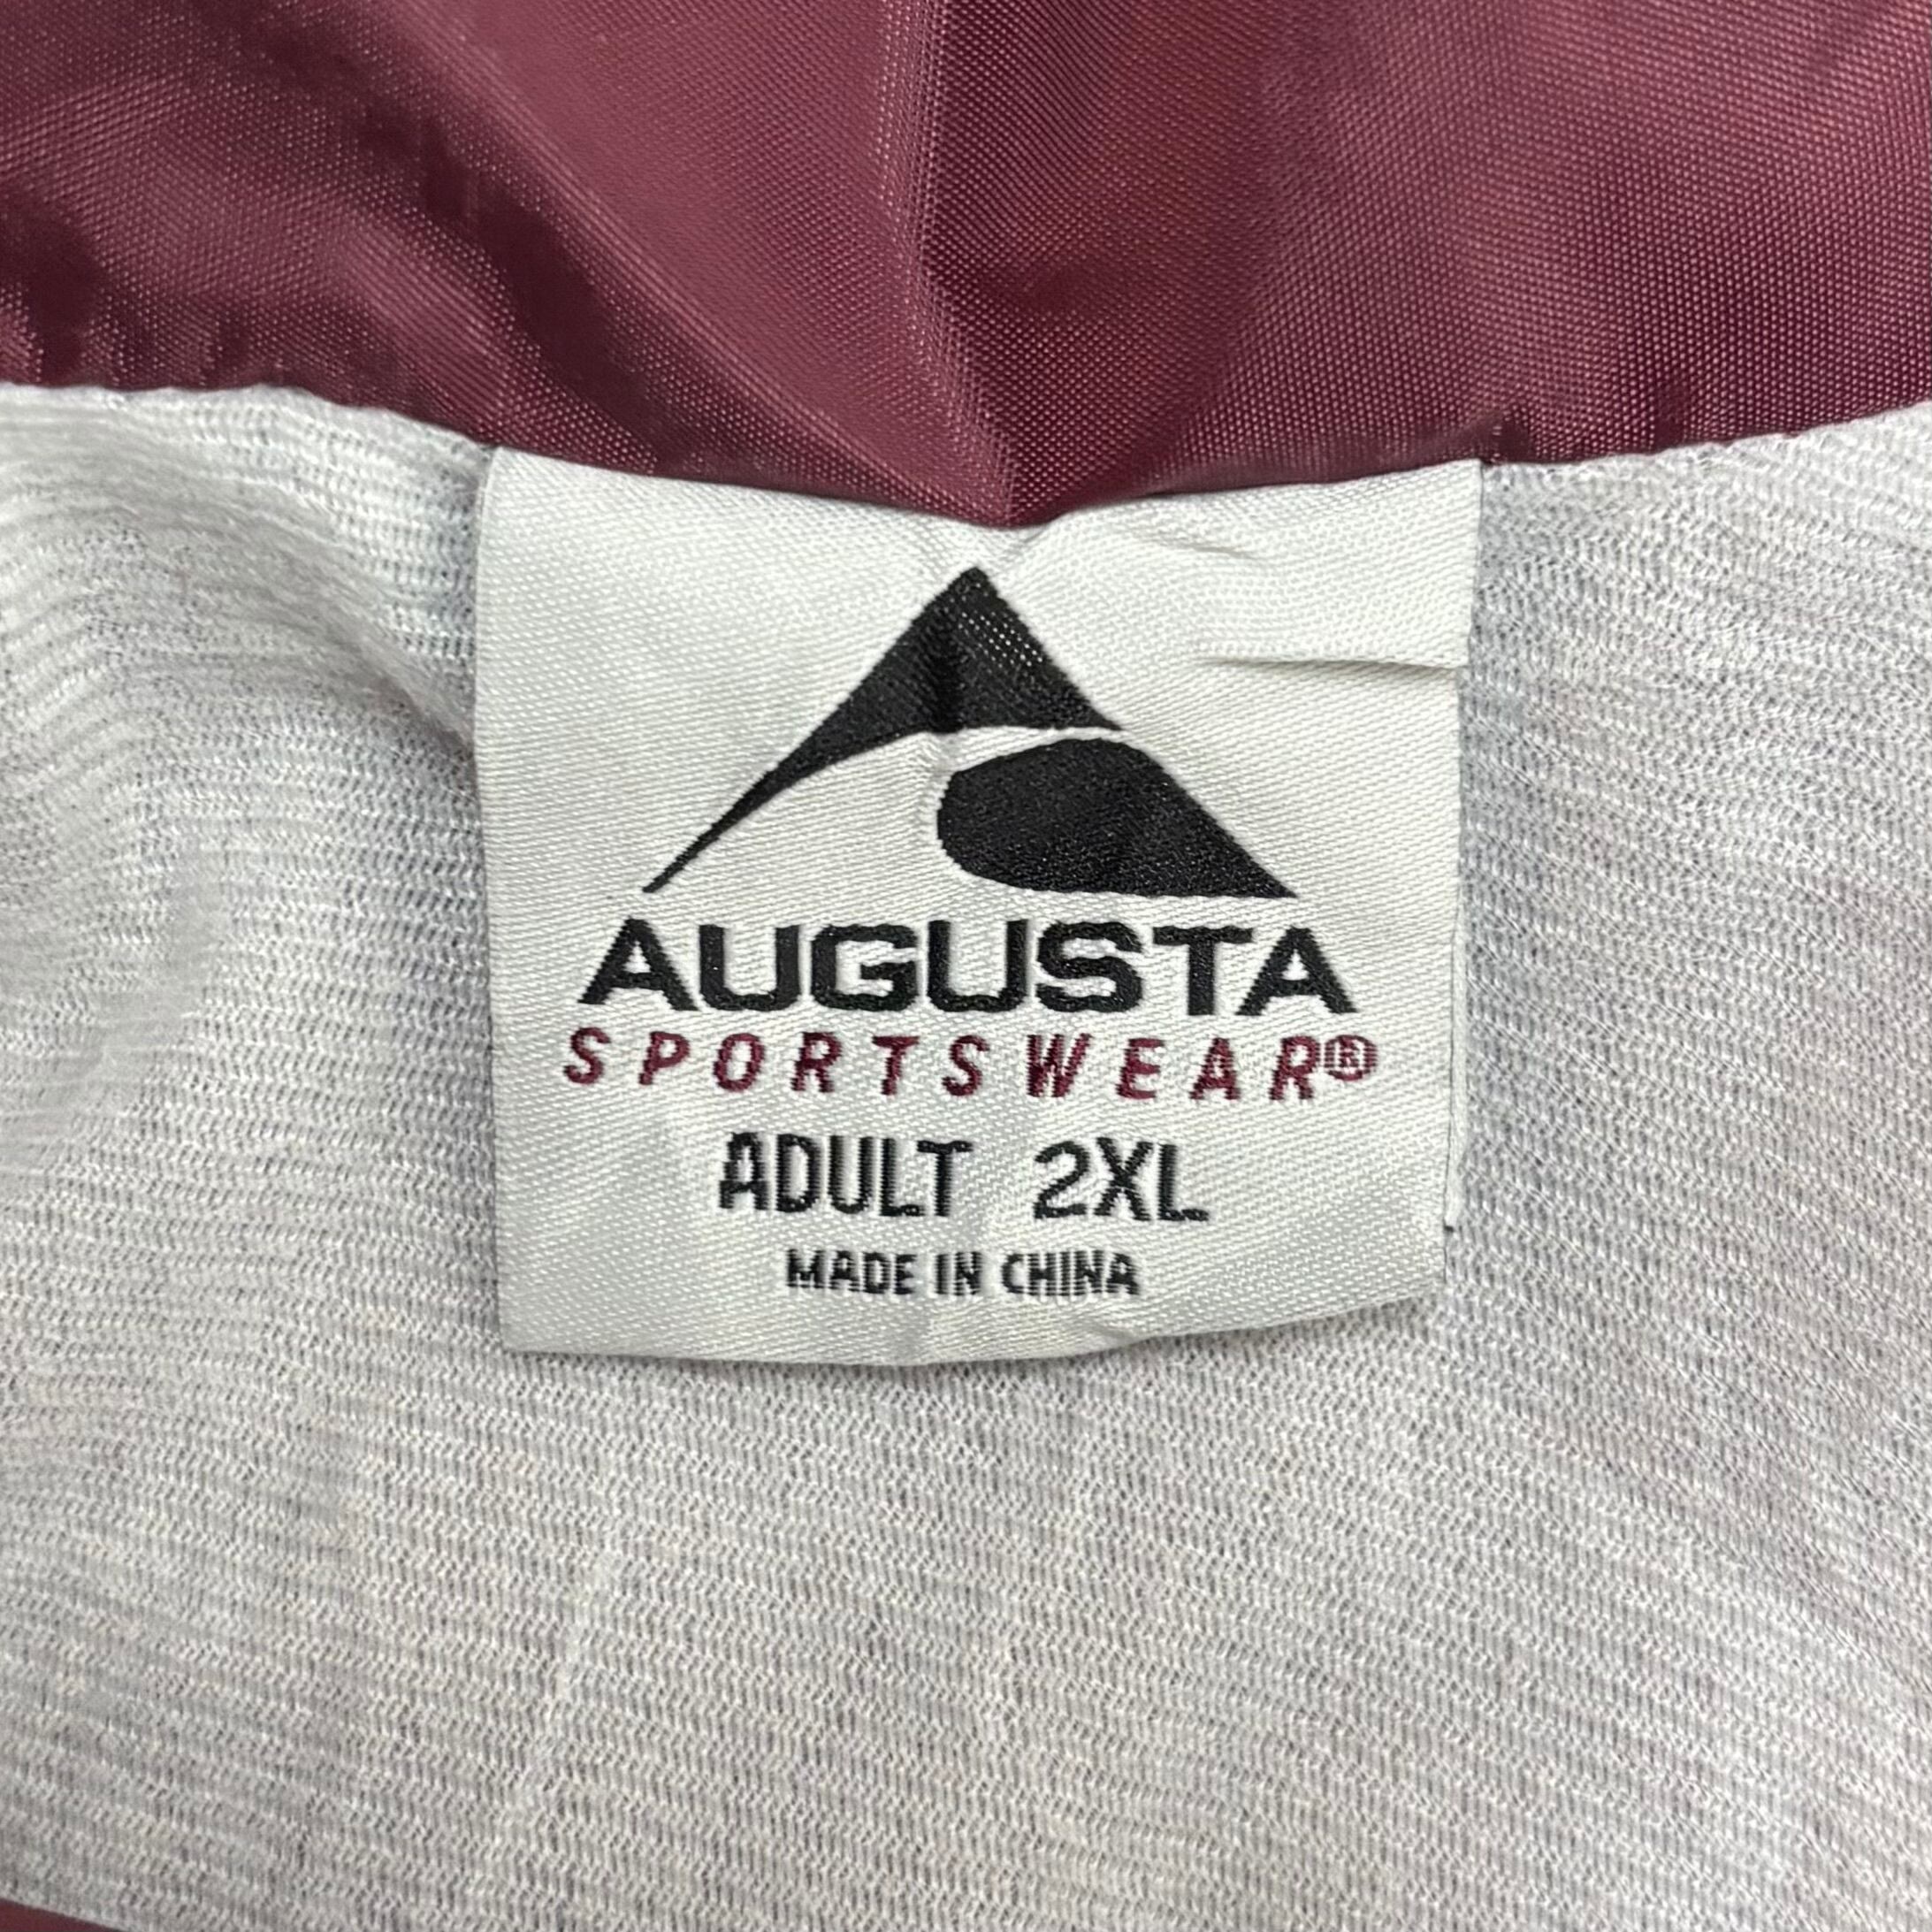 AUGUSTA
SPORTSWEAR®
ADULT 2XL
MADE IN CHINA